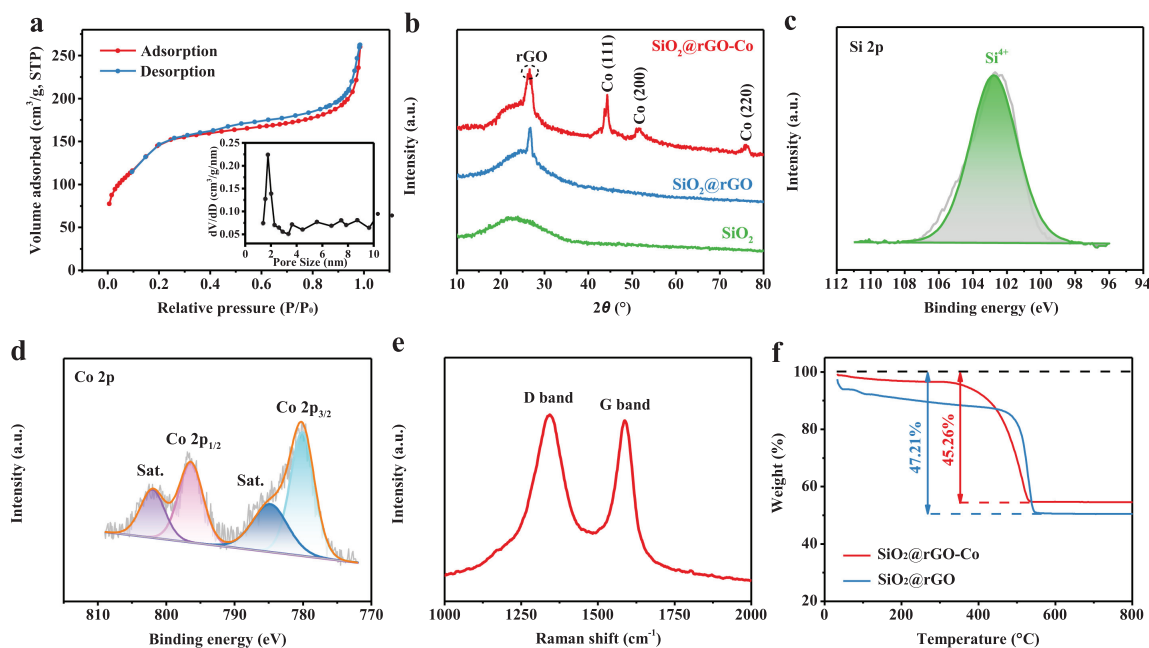 a
Adsorption
Desorption
Volume adsorbed (cm³/g, STP)
Relative pressure (P/P₀)
0
50
100
150
200
250
0.0 0.2 0.4 0.6 0.8 1.0
dV/dD (cm³/g/nm)
Pore Size (nm)
0.05
0.10
0.15
0.20
0.25
0 2 4 6 8 10
b
Intensity (a.u.)
2θ (°)
10 20 30 40 50 60 70 80
rGO
Co (111)
Co (200)
Co (220)
SiO₂@rGO-Co
SiO₂@rGO
SiO₂
c
Si 2p
Si⁴⁺
Intensity (a.u.)
112 110 108 106 104 102 100 98 96 94
Binding energy (eV)
d
Co 2p
Sat.
Co 2p₁/₂
Sat.
Co 2p₃/₂
Intensity (a.u.)
810 800 790 780 770
Binding energy (eV)
e
D band
G band
Intensity (a.u.)
1000 1250 1500 1750 2000
Raman shift (cm⁻¹)
f
Weight (%)
100
90
80
70
60
50
40
30
20
47.21%
45.26%
SiO₂@rGO-Co
SiO₂@rGO
0 200 400 600 800
Temperature (°C)